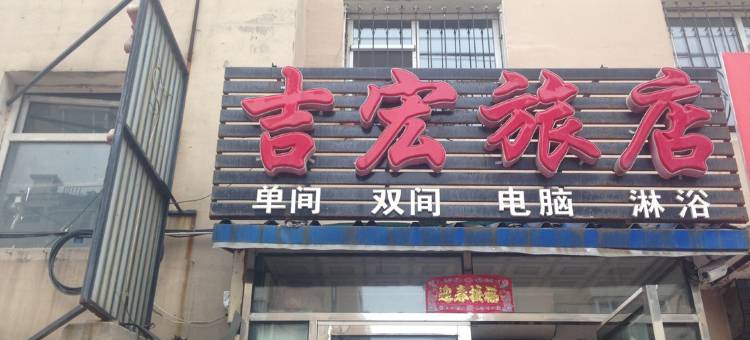 吉宏旅店
单间 双间 电脑 淋浴
迎春接福